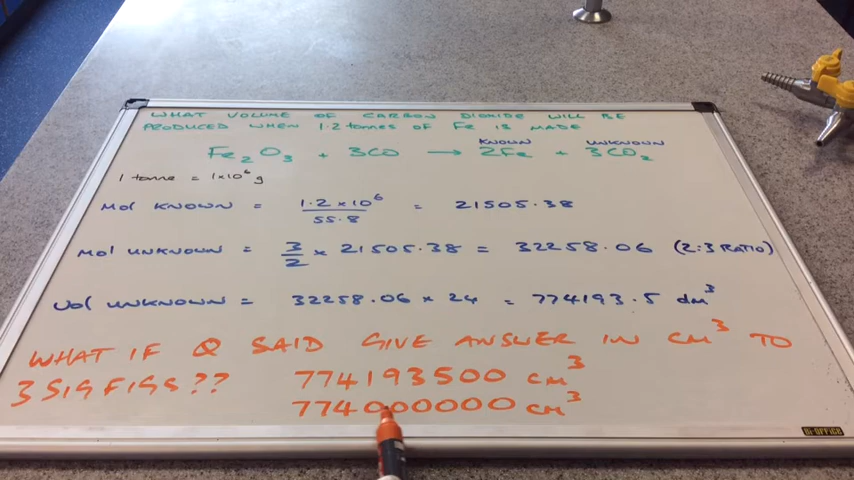 WHAT VOLUME OF CARBON DIOXIDE WILL BE
PRODUCED WHEN 1.2 tonnes OF Fe IS MADE
KNOWN UNKNOWN
Fe₂O₃ + 3CO → 2Fe + 3CO₂
1 tonne = 1x10⁶ g
Mol KNOWN = 1.2 x 10⁶ / 55.8 = 21505.38
Mol UNKNOWN = 3/2 x 21505.38 = 32258.06 (2:3 RATIO)
Vol UNKNOWN = 32258.06 x 24 = 774193.5 dm³
WHAT IF Q SAID GIVE ANSWER IN CM³ TO
3 SIG FIGS?? 774193500 cm³
774000000 cm³
Bi-OFFICE